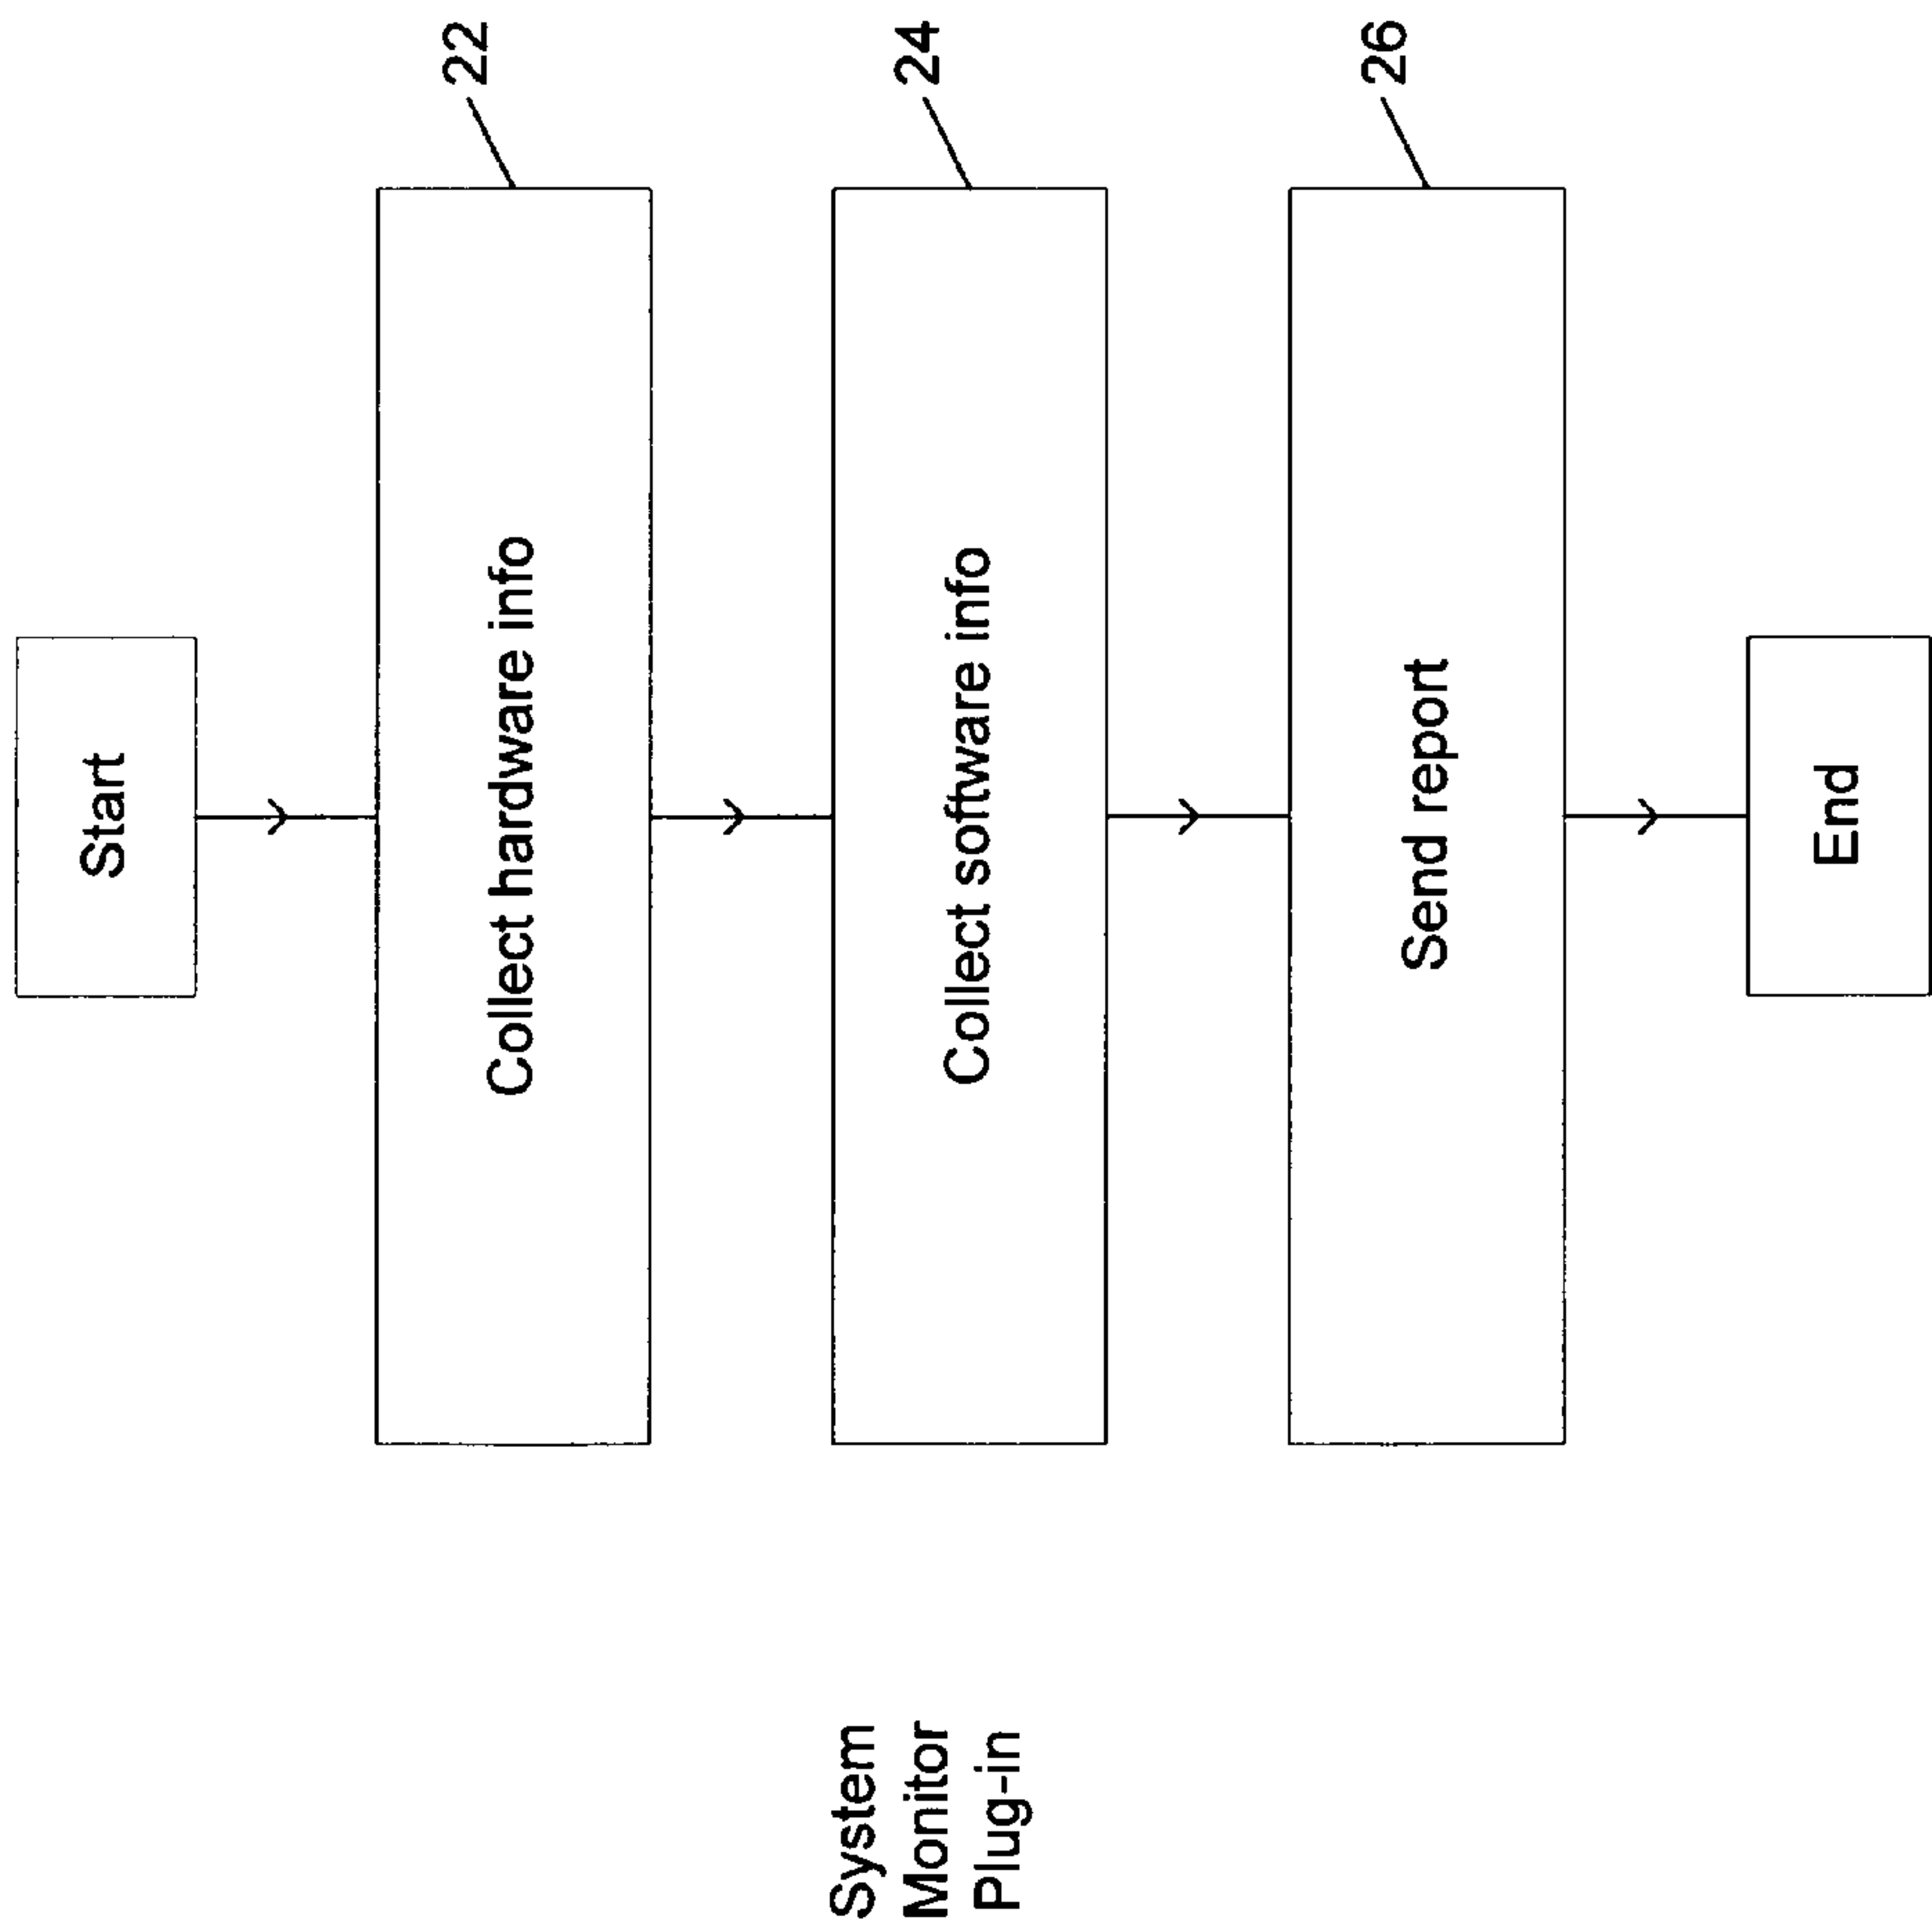 Start
Collect hardware info
22
Collect software info
24
Send report
26
End
System
Monitor
Plug-in